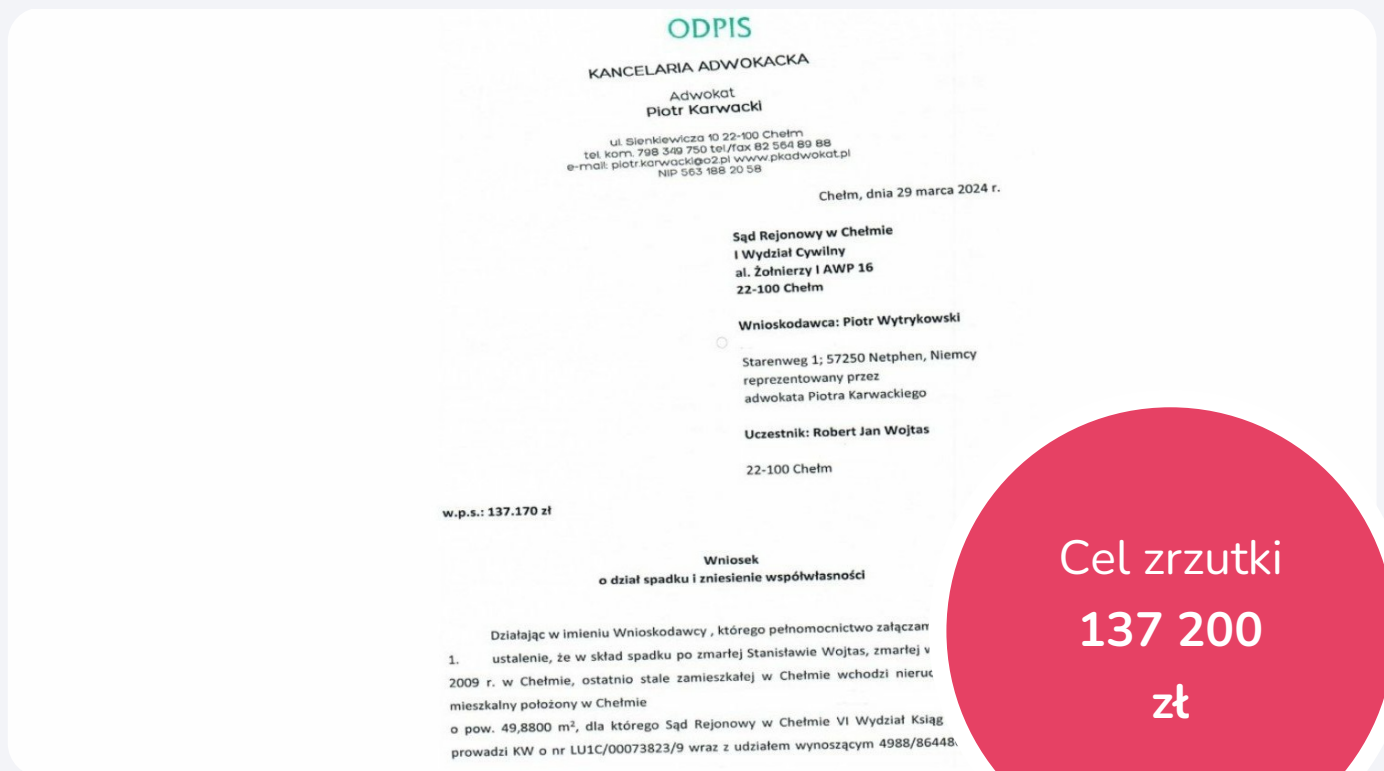 ODPIS
KANCELARIA ADWOKACKA
Adwokat
Piotr Karwacki
ul. Sienkiewicza 10 22-100 Chełm
tel. kom. 798 349 750 tel./fax 82 564 89 88
e-mail: piotr.karwacki@o2.pl www.pkadwokat.pl
NIP 563 188 20 58
Chełm, dnia 29 marca 2024 r.
Sąd Rejonowy w Chełmie
I Wydział Cywilny
al. Żołnierzy I AWP 16
22-100 Chełm
Wnioskodawca: Piotr Wytrykowski
Starenweg 1; 57250 Netphen, Niemcy
reprezentowany przez
adwokata Piotra Karwackiego
Uczestnik: Robert Jan Wojtas
22-100 Chełm
w.p.s.: 137.170 zł
Wniosek
o dział spadku i zniesienie współwłasności
Działając w imieniu Wnioskodawcy , którego pełnomocnictwo załączam
1. ustalenie, że w skład spadku po zmarłej Stanisławie Wojtas, zmarłej
2009 r. w Chełmie, ostatnio stale zamieszkałej w Chełmie wchodzi
mieszkalny położony w Chełmie
o pow. 49,8800 m², dla którego Sąd Rejonowy w Chełmie VI Wydział Ksiąg
prowadzi KW o nr LU1C/00073823/9 wraz z udziałem wynoszącym
Cel zrzutki
137 200
zł